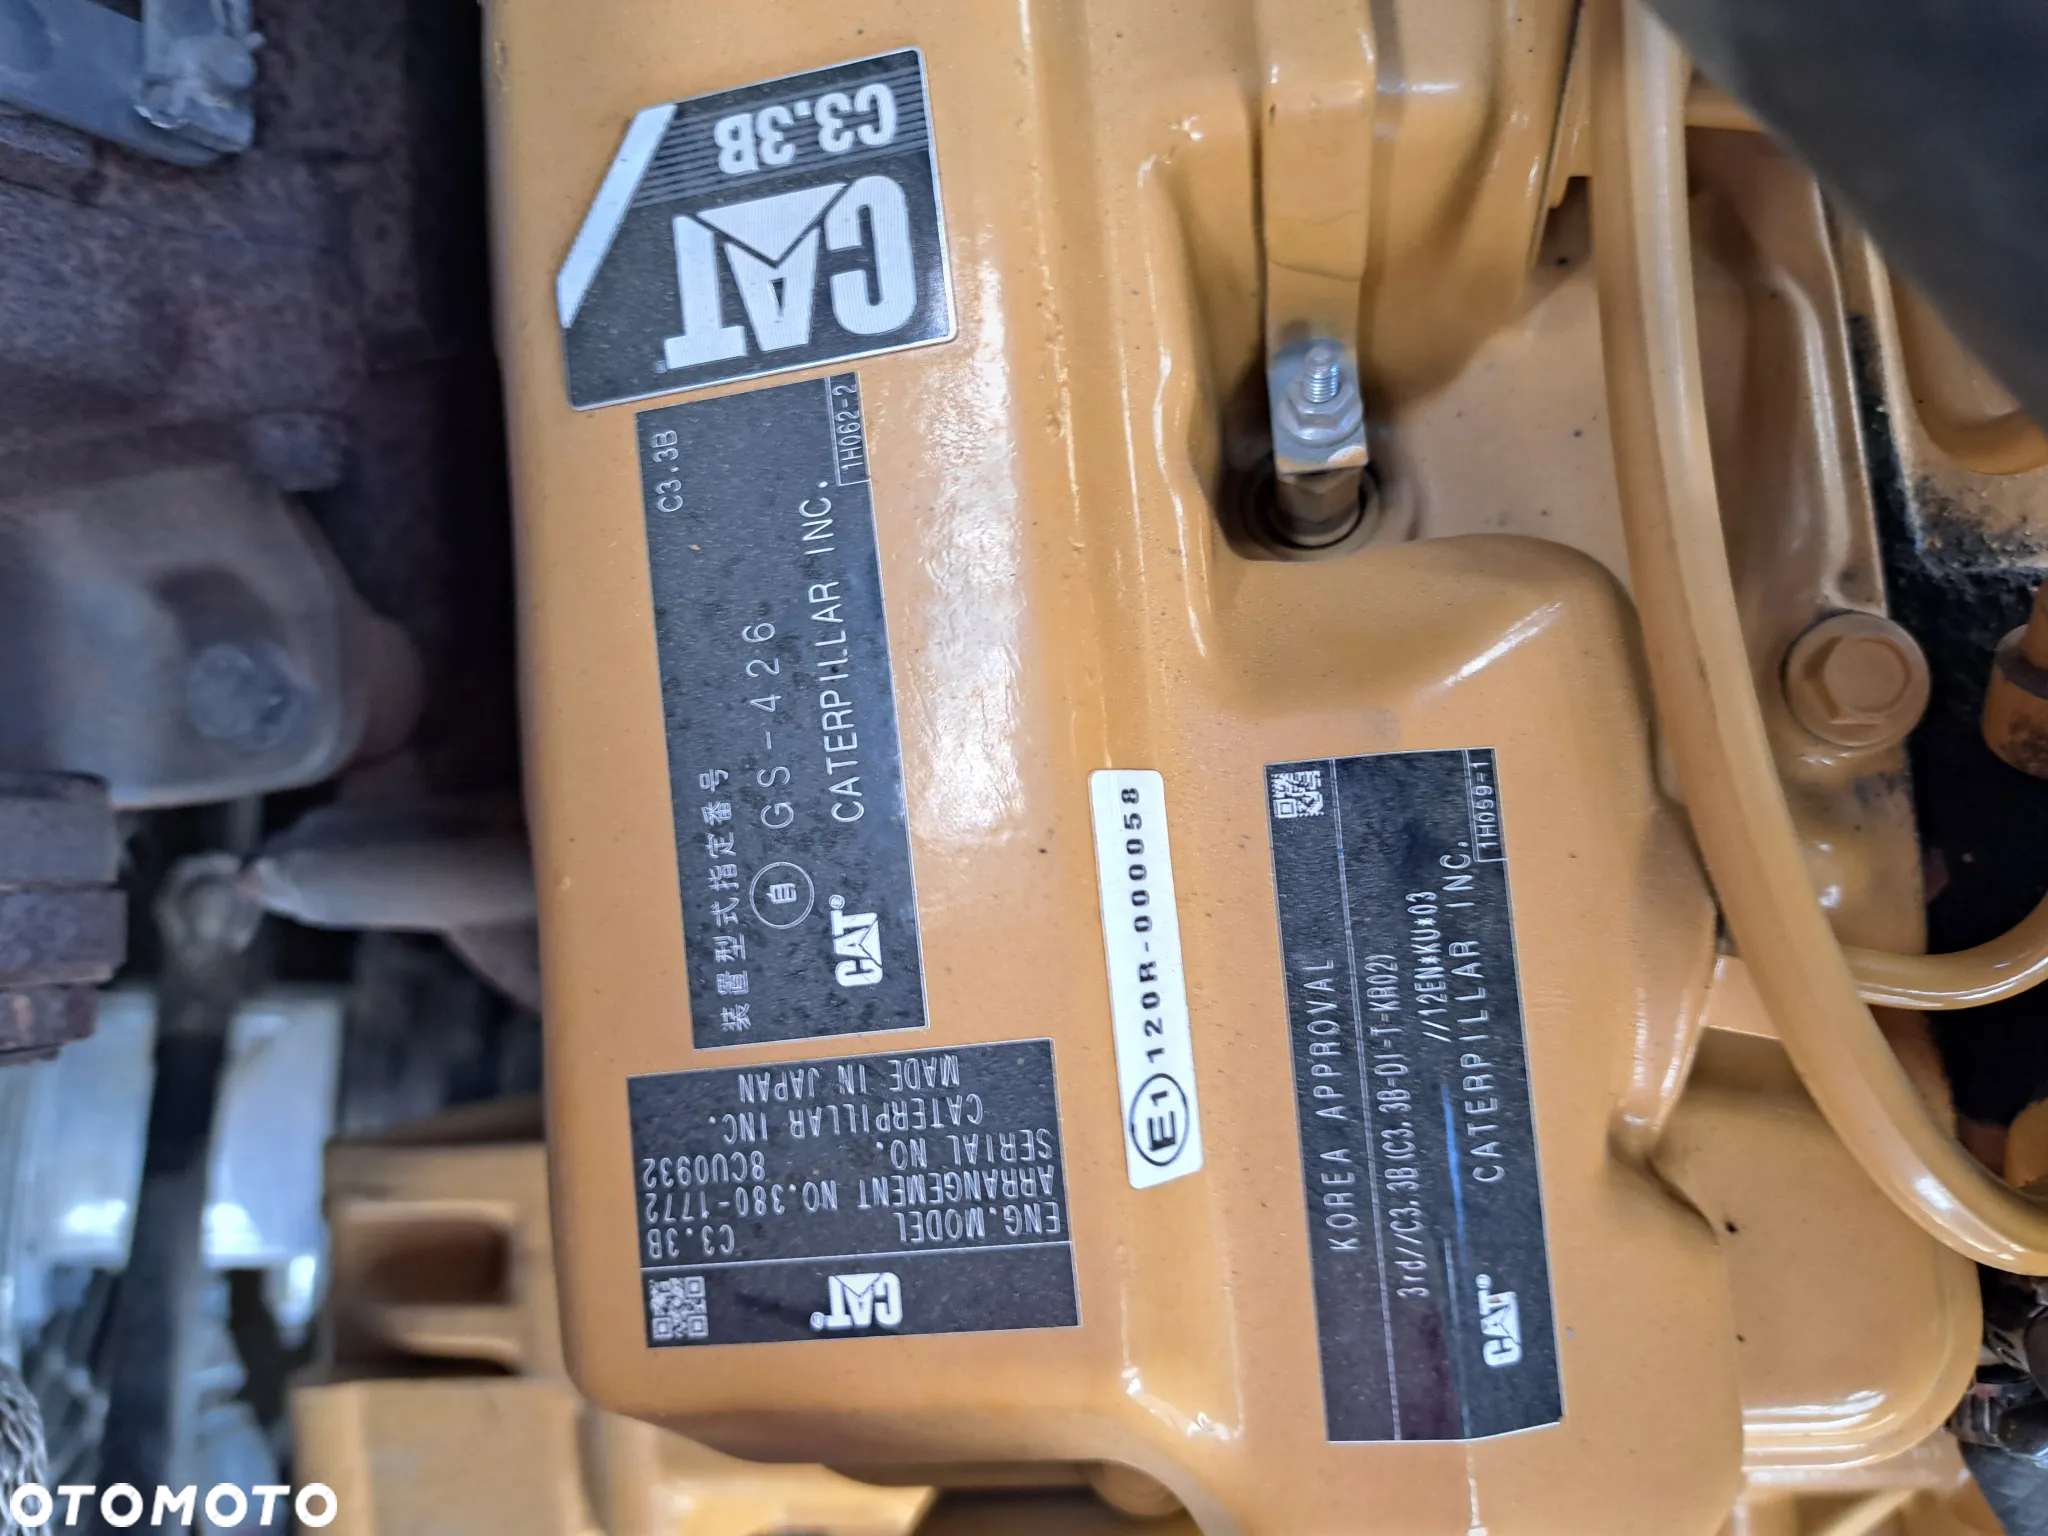 C3.3B
CAT®
C3.3B
装置型式指定番号
自 GS-426
CAT® CATERPILLAR INC.
1H062-2
CAT®
ENG.MODEL C3.3B
ARRANGEMENT NO.380-1772
SERIAL NO. 8CU0932
CATERPILLAR INC.
MADE IN JAPAN
E1 120R-000058
KOREA APPROVAL
3rd//C3.3B(C3.3B-DI-T-KR02)
//12EN*KU*03
CAT® CATERPILLAR INC.
1H059-1
OTOMOTO